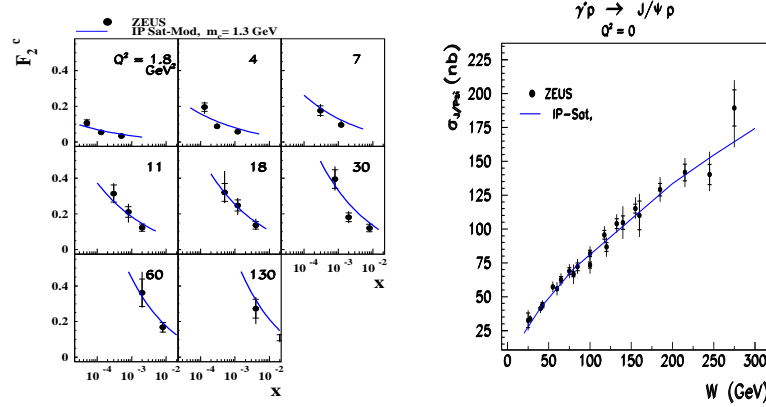 ZEUS
IP Sat-Mod, m_c= 1.3 GeV
F_2^c
Q² = 1.8 GeV²
4
7
0.4
0.2
0
11
18
30
0.4
0.2
0
10⁻⁴ 10⁻³ 10⁻²
x
60
130
0.4
0.2
0
10⁻⁴ 10⁻³ 10⁻² 10⁻⁴ 10⁻³ 10⁻²
x
γ*p → J/ψ p
Q² = 0
σ_J/Psi (nb)
ZEUS
IP-Sat,
225
200
175
150
125
100
75
50
25
0 50 100 150 200 250 300
W (GeV)